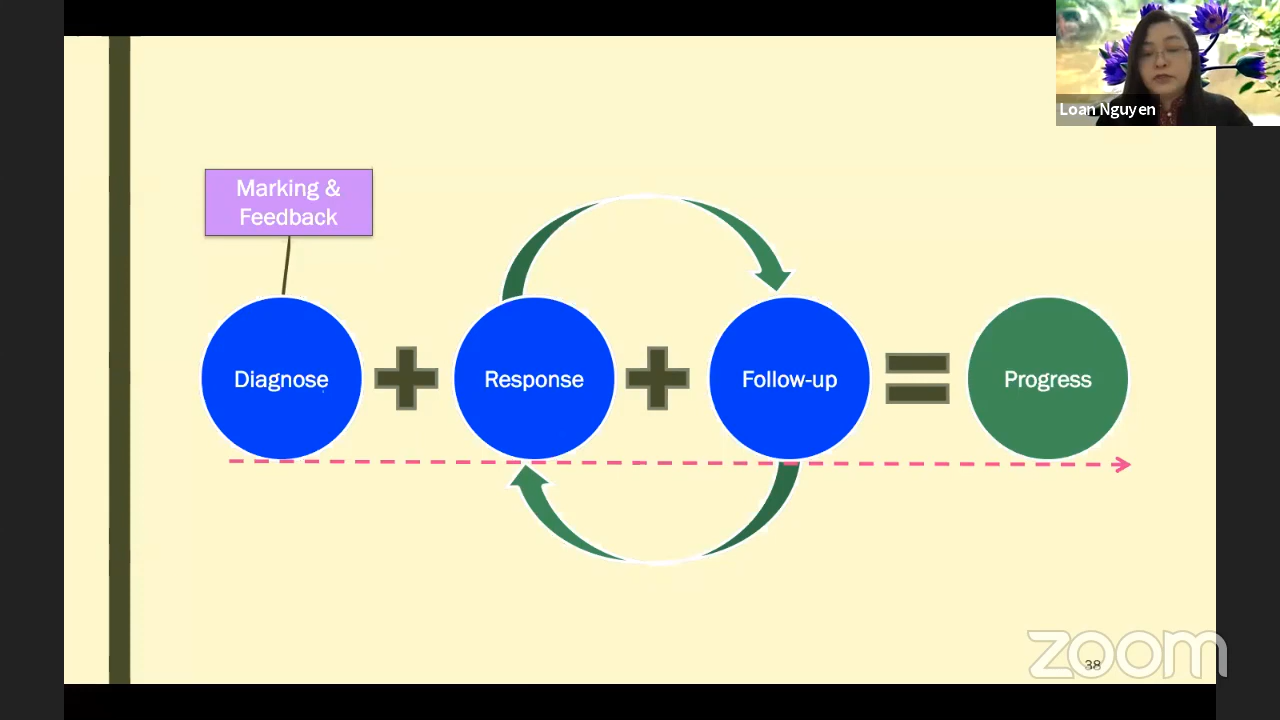 Loan Nguyen
Marking &
Feedback
Diagnose
Response
Follow-up
Progress
38
zoom